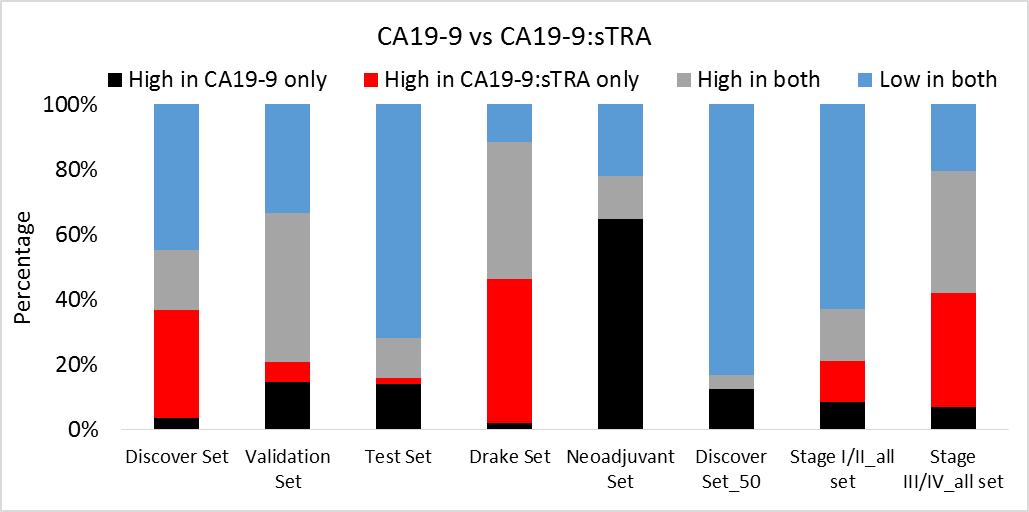 CA19-9 vs CA19-9:sTRA
High in CA19-9 only
High in CA19-9:sTRA only
High in both
Low in both
100%
80%
60%
40%
20%
0%
Percentage
Discover Set
Validation
Set
Test Set
Drake Set
Neoadjuvant
Set
Discover
Set_50
Stage I/II_all
set
Stage
III/IV_all set